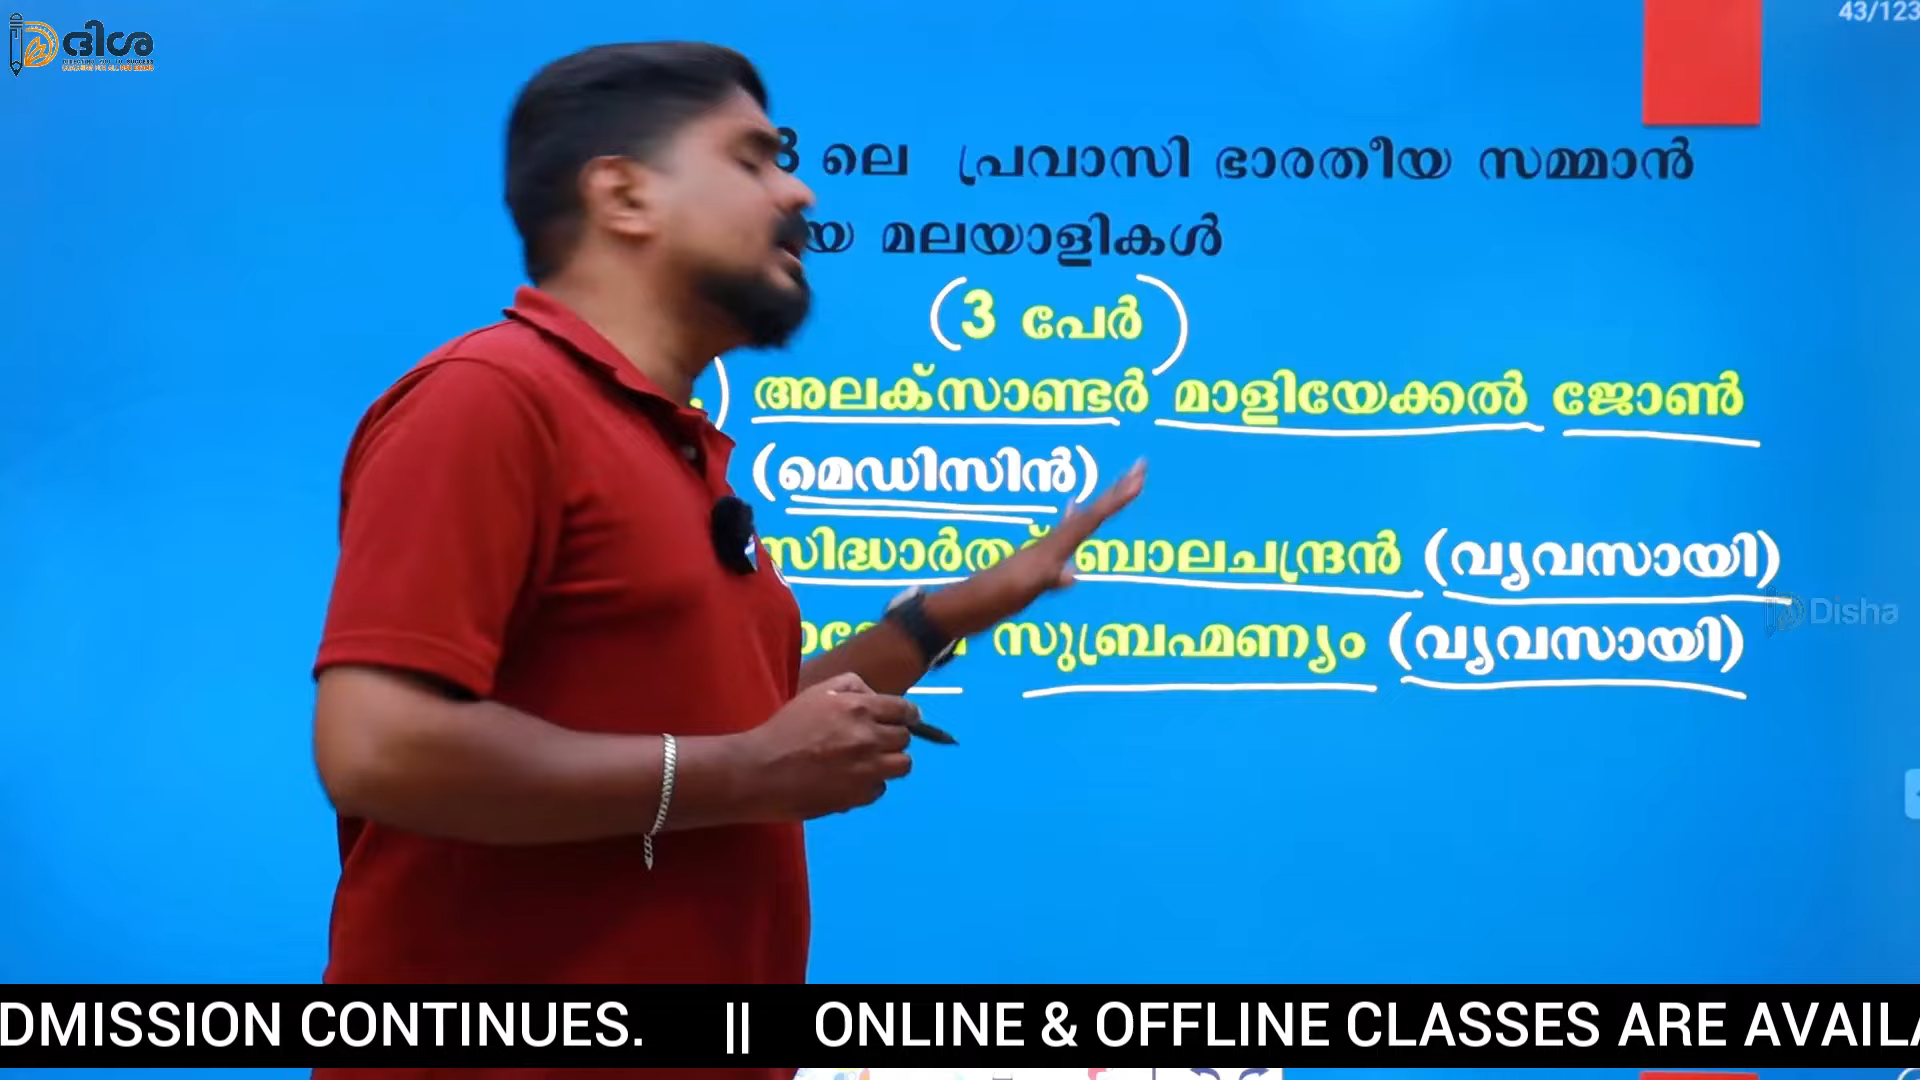 ദിശ
43/123
ലെ പ്രവാസി ഭാരതീയ സമ്മാൻ
മലയാളികൾ
(3 പേർ)
അലക്സാണ്ടർ മാളിയേക്കൽ ജോൺ
(മെഡിസിൻ)
ബാലചന്ദ്രൻ (വ്യവസായി)
Disha
സുബ്രഹ്മണ്യം (വ്യവസായി)
DMISSION CONTINUES. || ONLINE & OFFLINE CLASSES ARE AVAILA